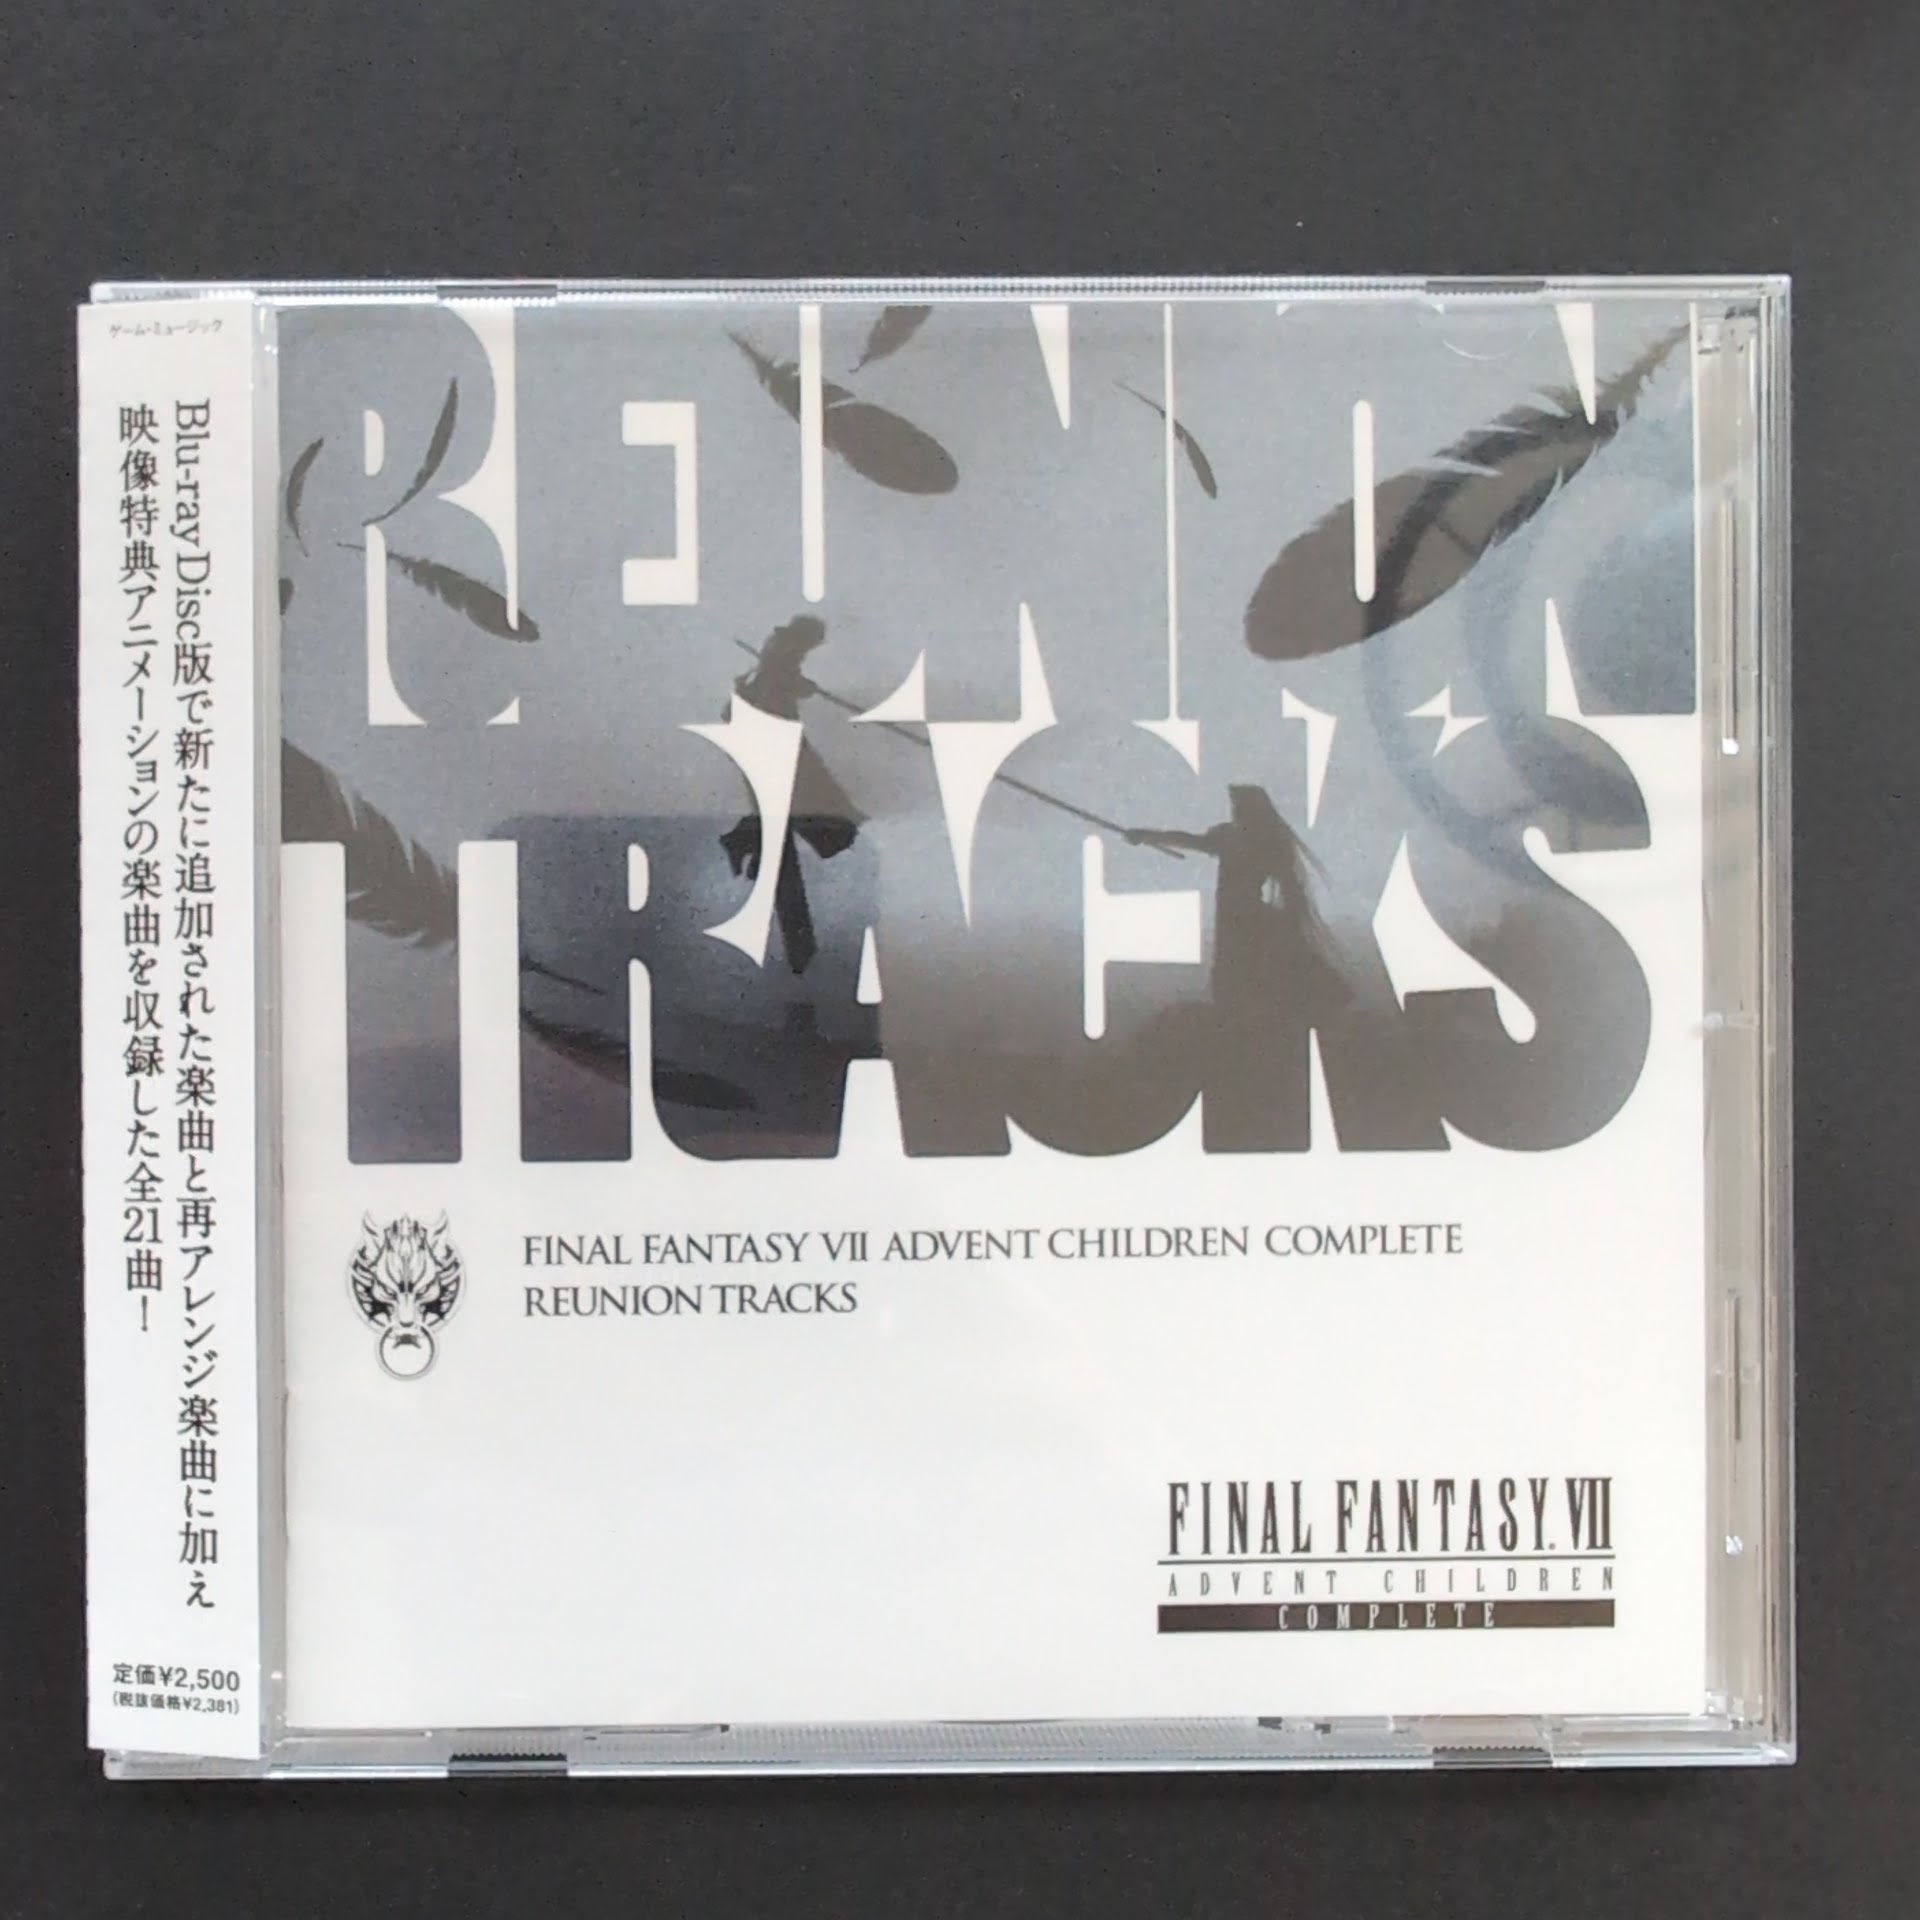 ゲーム・ミュージック
Blu-ray Disc版で新たに追加された楽曲と再アレンジ楽曲に加え
映像特典アニメーションの楽曲を収録した全21曲！
定価¥2,500
(税抜価格¥2,381)
REUNION
TRACKS
FINAL FANTASY VII ADVENT CHILDREN COMPLETE
REUNION TRACKS
FINAL FANTASY. VII
ADVENT CHILDREN
COMPLETE